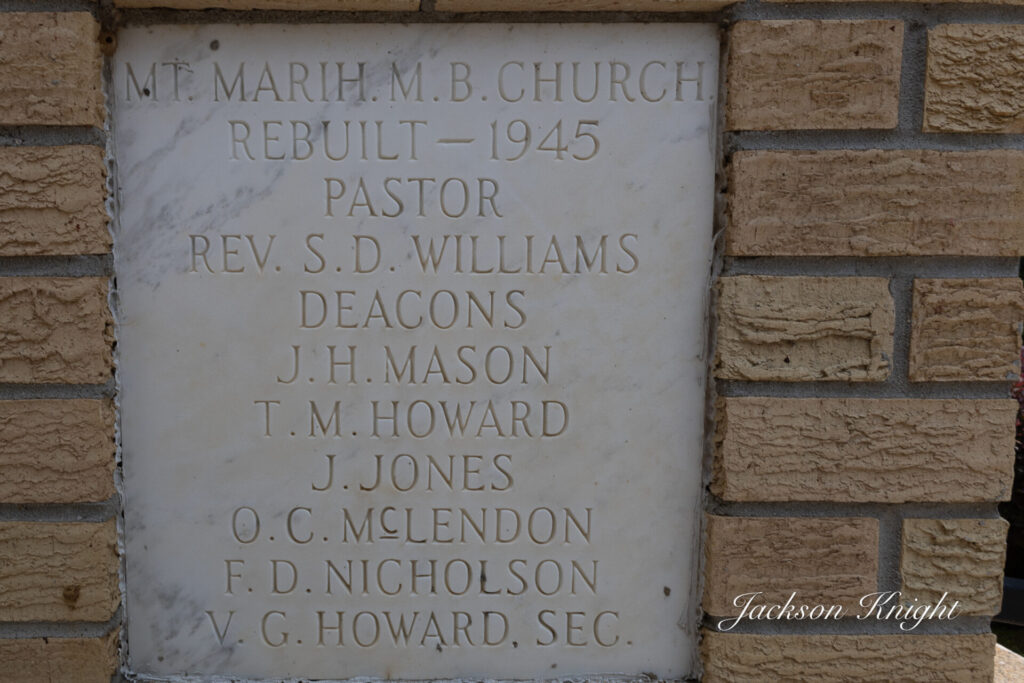 MT. MARIH. M. B. CHURCH.
REBUILT – 1945
PASTOR
REV. S. D. WILLIAMS
DEACONS
J. H. MASON
T. M. HOWARD
J. JONES
O. C. McLENDON
F. D. NICHOLSON
V. G. HOWARD, SEC.
Jackson Knight